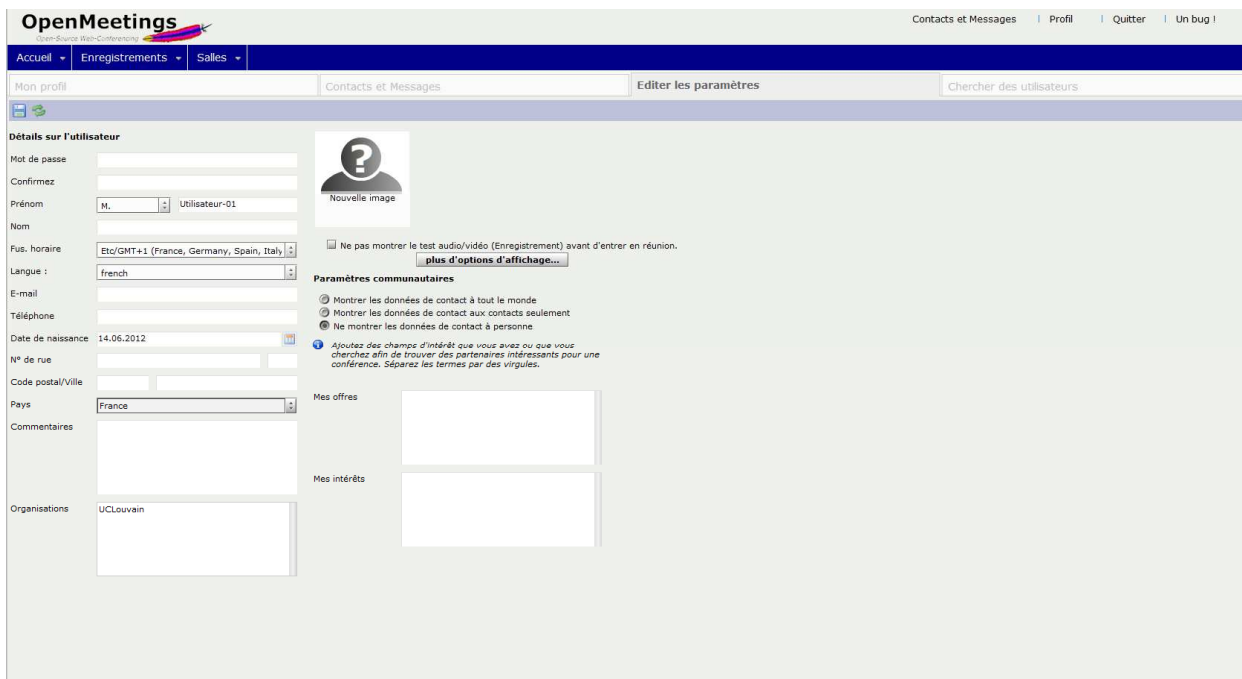 OpenMeetings
Open-Source Web-Conferencing
Contacts et Messages | Profil | Quitter | Un bug !
Accueil Enregistrements Salles
Mon profil Contacts et Messages Editer les paramètres Chercher des utilisateurs
Détails sur l'utilisateur
Mot de passe
Confirmez
Prénom M. Utilisateur-01
Nom
Fus. horaire Etc/GMT+1 (France, Germany, Spain, Italy
Langue : french
E-mail
Téléphone
Date de naissance 14.06.2012
N° de rue
Code postal/Ville
Pays France
Commentaires
Organisations UCLouvain
Nouvelle image
Ne pas montrer le test audio/vidéo (Enregistrement) avant d'entrer en réunion.
plus d'options d'affichage...
Paramètres communautaires
Montrer les données de contact à tout le monde
Montrer les données de contact aux contacts seulement
Ne montrer les données de contact à personne
Ajoutez des champs d'intérêt que vous avez ou que vous
cherchez afin de trouver des partenaires intéressants pour une
conférence. Séparez les termes par des virgules.
Mes offres
Mes intérêts